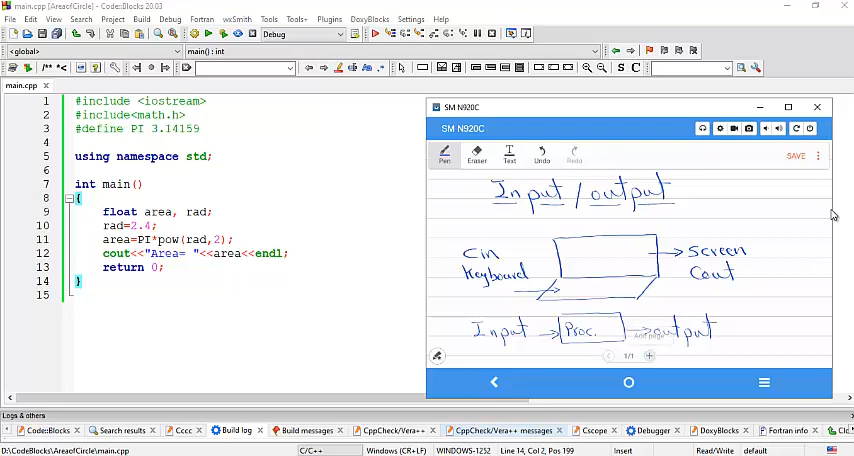 main.cpp [AreaofCircle] - Code::Blocks 20.03
File Edit View Search Project Build Debug Fortran wxSmith Tools Tools+ Plugins DoxyBlocks Settings Help
Debug
<global> main() : int
main.cpp
1 #include <iostream>
2 #include<math.h>
3 #define PI 3.14159
4
5 using namespace std;
6
7 int main()
8 {
9 float area, rad;
10 rad=2.4;
11 area=PI*pow(rad,2);
12 cout<<"Area= "<<area<<endl;
13 return 0;
14 }
15
SM N920C
SM N920C
Pen Eraser Text Undo Redo SAVE
Input / output
Cin Screen
Keyboard Cout
Input Proc. output
Add page
1/1
Logs & others
Code::Blocks Search results Cccc Build log Build messages CppCheck/Vera++ CppCheck/Vera++ messages Cscope Debugger DoxyBlocks Fortran info
D:\CodeBlocks\AreaofCircle\main.cpp C/C++ Windows (CR+LF) WINDOWS-1252 Line 14, Col 2, Pos 199 Insert Read/Write default